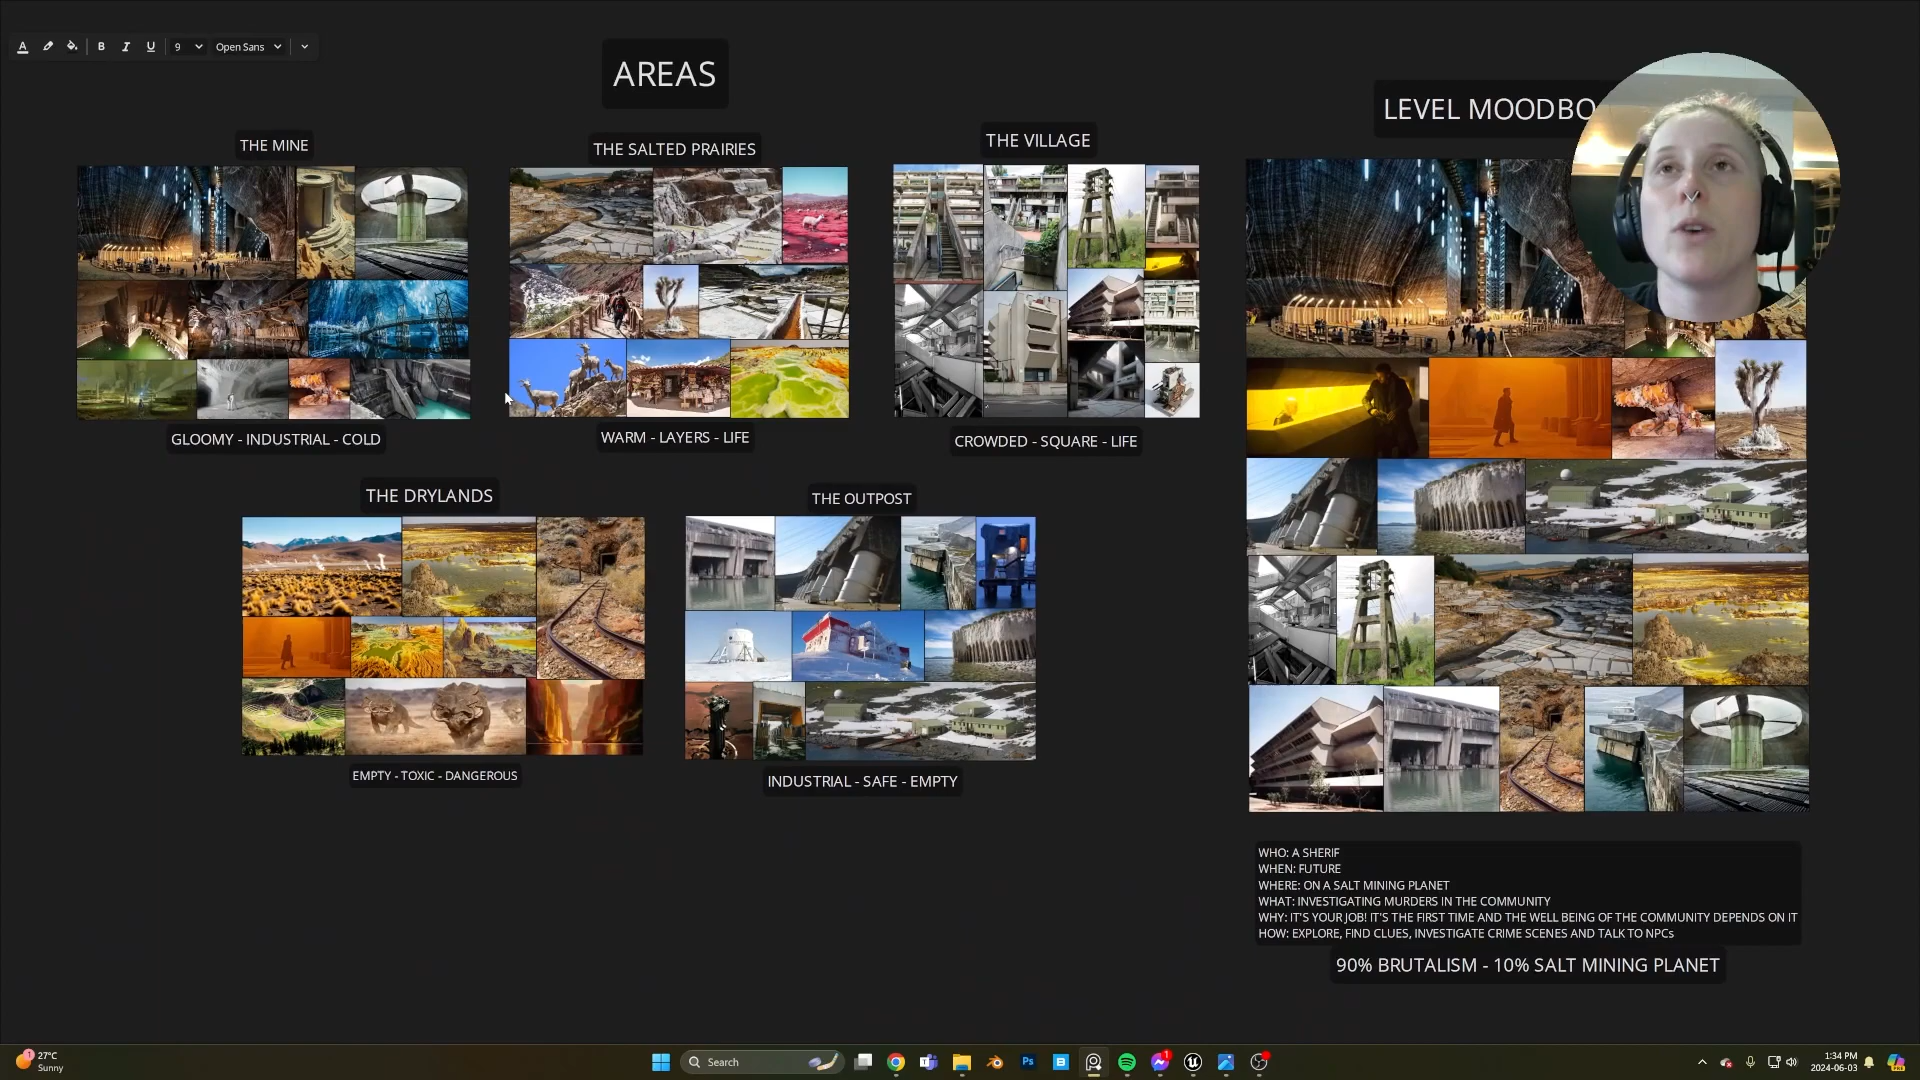 9
Open Sans
AREAS
LEVEL MOODBO
THE MINE
THE SALTED PRAIRIES
THE VILLAGE
GLOOMY - INDUSTRIAL - COLD
WARM - LAYERS - LIFE
CROWDED - SQUARE - LIFE
THE DRYLANDS
THE OUTPOST
EMPTY - TOXIC - DANGEROUS
INDUSTRIAL - SAFE - EMPTY
WHO: A SHERIF
WHEN: FUTURE
WHERE: ON A SALT MINING PLANET
WHAT: INVESTIGATING MURDERS IN THE COMMUNITY
WHY: IT'S YOUR JOB! IT'S THE FIRST TIME AND THE WELL BEING OF THE COMMUNITY DEPENDS ON IT
HOW: EXPLORE, FIND CLUES, INVESTIGATE CRIME SCENES AND TALK TO NPCs
90% BRUTALISM - 10% SALT MINING PLANET
27°C
Sunny
Search
Ps
1:34 PM
2024-06-03